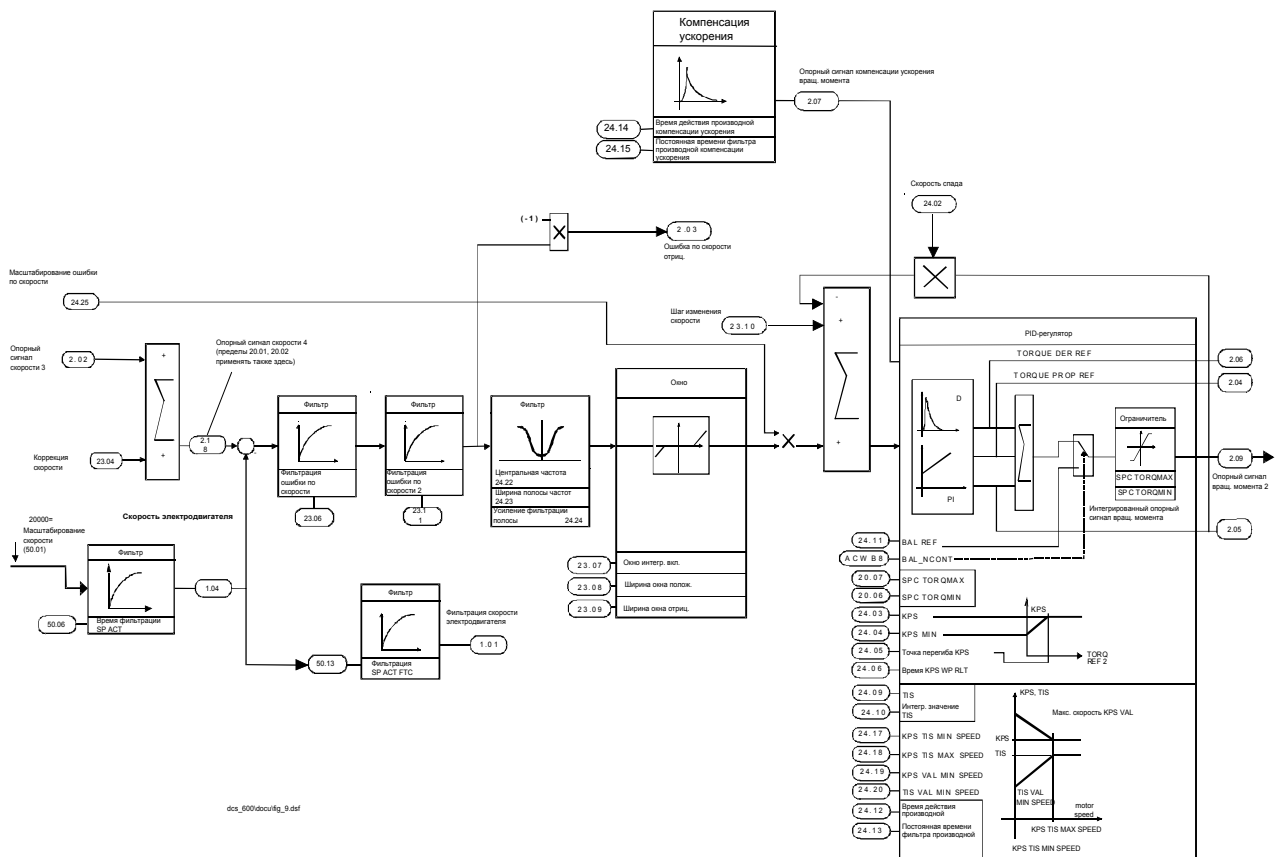 Компенсация
ускорения
Опорный сигнал компенсации ускорения
вращ. момента
2.07
24.14
Время действия производной
компенсации ускорения
24.15
Постоянная времени фильтра
производной компенсации
ускорения
Скорость спада
24.02
(-1)
X
2.03
Ошибка по скорости
отриц.
Масштабирование ошибки
по скорости
24.25
Шаг изменения
скорости
23.10
-
+
+
Опорный
сигнал
скорости 3
2.02
Опорный сигнал скорости 4
(пределы 20.01, 20.02
применять также здесь)
+
+
2.1
8
Коррекция
скорости
23.04
Фильтр
Фильтрация
ошибки по
скорости
23.06
Фильтр
Фильтрация
ошибки по
скорости 2
23.1
1
Фильтр
Центральная частота
24.22
Ширина полосы частот
24.23
Усиление фильтрации
полосы 24.24
Окно
23.07
Окно интегр. вкл.
23.08
Ширина окна полож.
23.09
Ширина окна отриц.
PID-регулятор
TORQUE DER REF
2.06
TORQUE PROP REF
2.04
D
PI
Ограничитель
SPC TORQMAX
SPC TORQMIN
2.09
Опорный сигнал
вращ. момента 2
Интегрированный опорный
сигнал вращ. момента
2.05
20000=
Масштабирование
скорости
(50.01)
Скорость электродвигателя
Фильтр
50.06
Время фильтрации
SP ACT
1.04
50.13
Фильтр
Фильтрация
SP ACT FTC
Фильтрация скорости
электродвигателя
1.01
24.11
BAL REF
ACW B8
BAL_NCONT
20.07
SPC TORQMAX
20.06
SPC TORQMIN
24.03
KPS
24.04
KPS MIN
24.05
Точка перегиба KPS
24.06
Время KPS WP RLT
KPS
TORQ
REF 2
24.09
TIS
24.10
Интегр. значение
TIS
24.17
KPS TIS MIN SPEED
24.18
KPS TIS MAX SPEED
24.19
KPS VAL MIN SPEED
24.20
TIS VAL MIN SPEED
24.12
Время действия
производной
24.13
Постоянная времени
фильтра производной
KPS, TIS
Макс. скорость KPS VAL
KPS
TIS
TIS VAL
MIN SPEED
motor
speed
KPS TIS MAX SPEED
KPS TIS MIN SPEED
dcs_600\docu\fig_9.dsf